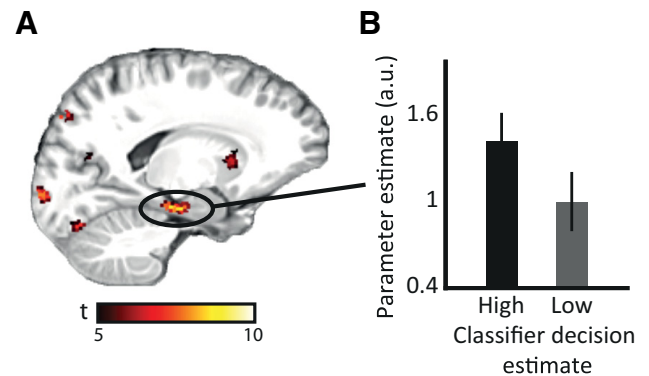 A
t
5 10
B
Parameter estimate (a.u.)
1.6
1
0.4
High Low
Classifier decision
estimate